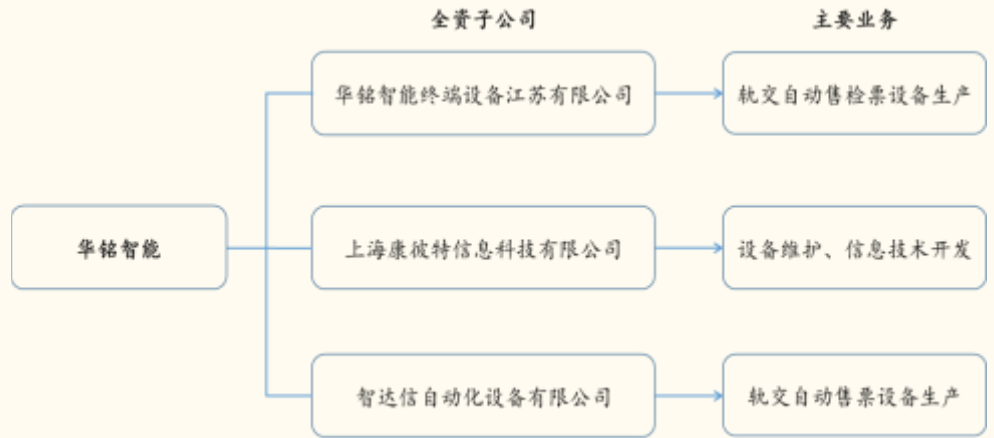 全资子公司
主要业务
华铭智能终端设备江苏有限公司
轨交自动售检票设备生产
华铭智能
上海康彼特信息科技有限公司
设备维护、信息技术开发
智达信自动化设备有限公司
轨交自动售票设备生产